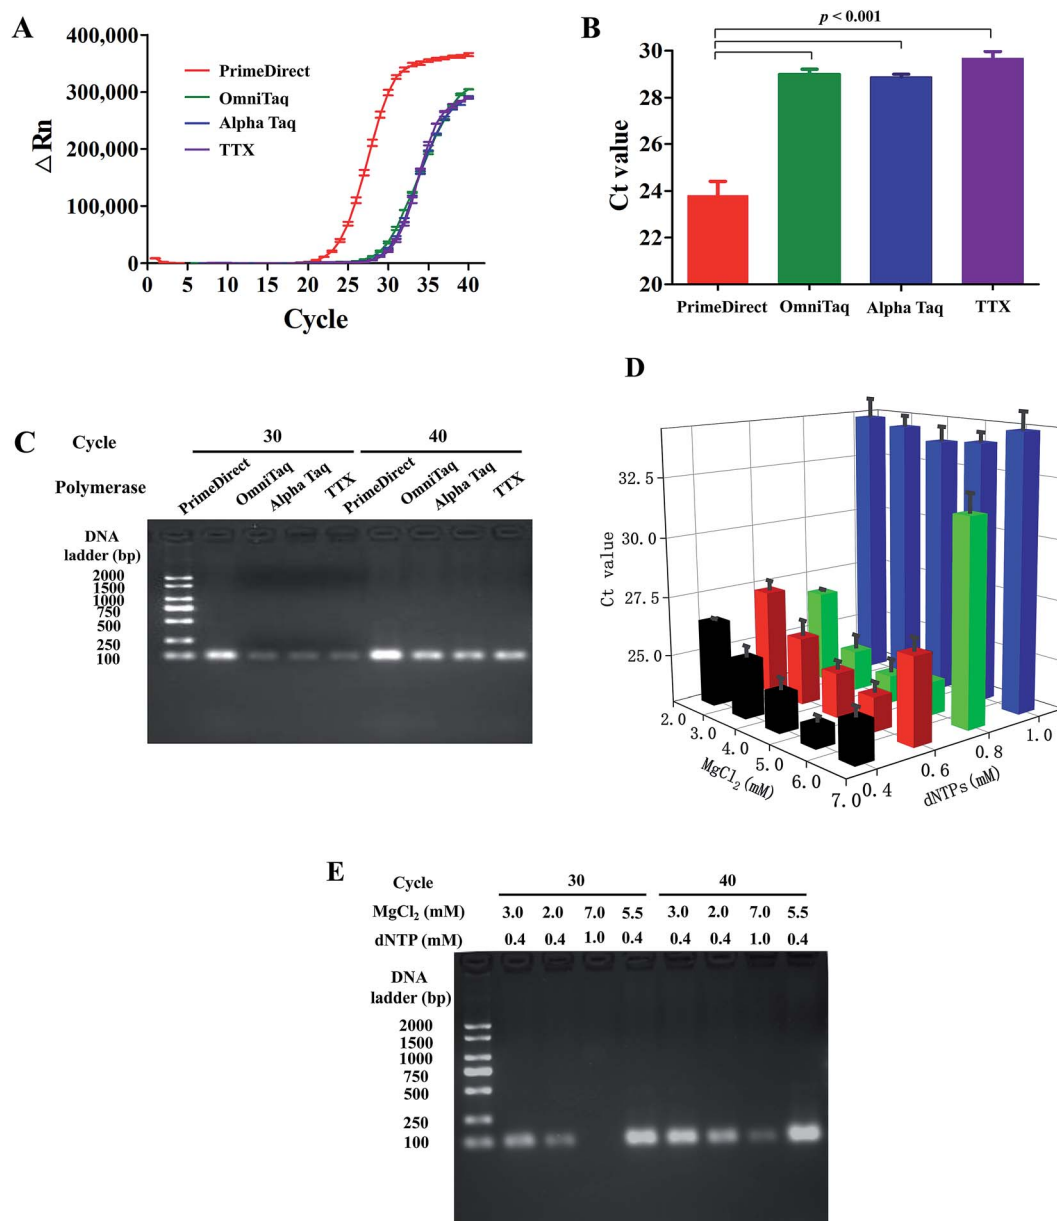 A
400,000
300,000
200,000
100,000
0
△ Rn
PrimeDirect
OmniTaq
Alpha Taq
TTX
0 5 10 15 20 25 30 35 40
Cycle
B
p < 0.001
Ct value
30
28
26
24
22
20
PrimeDirect OmniTaq Alpha Taq TTX
C
Cycle 30 40
Polymerase PrimeDirect OmniTaq Alpha Taq TTX PrimeDirect OmniTaq Alpha Taq TTX
DNA
ladder (bp)
2000
1500
1000
750
500
250
100
D
Ct value
32.5
30.0
27.5
25.0
2.0 3.0 4.0 5.0 6.0 7.0
MgCl₂ (mM)
0.4 0.6 0.8 1.0
dNTPs (mM)
E
Cycle 30 40
MgCl₂ (mM) 3.0 2.0 7.0 5.5 3.0 2.0 7.0 5.5
dNTP (mM) 0.4 0.4 1.0 0.4 0.4 0.4 1.0 0.4
DNA
ladder (bp)
2000
1500
1000
750
500
250
100